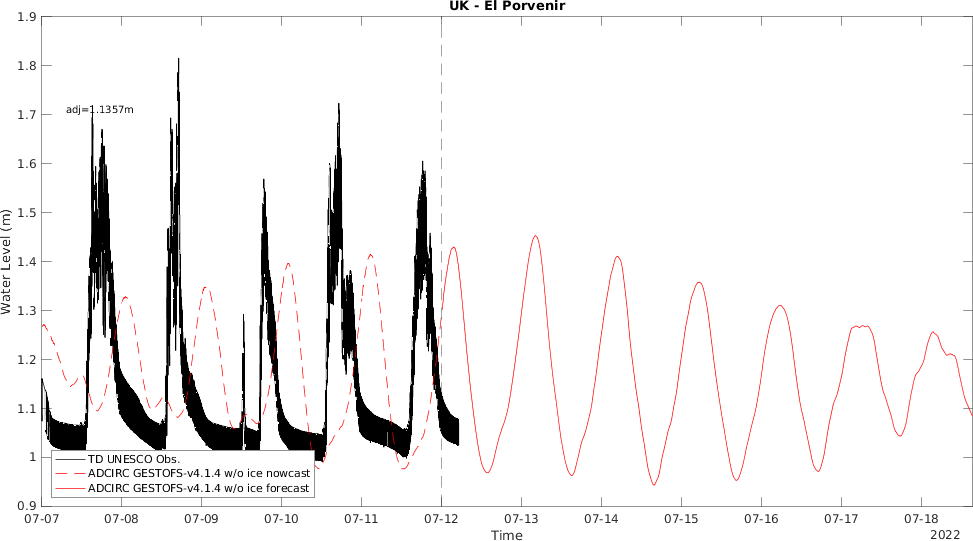 UK - El Porvenir
1.9
1.8
1.7
1.6
1.5
1.4
1.3
1.2
1.1
1
0.9
Water Level (m)
adj=1.1357m
TD UNESCO Obs.
ADCIRC GESTOFS-v4.1.4 w/o ice nowcast
ADCIRC GESTOFS-v4.1.4 w/o ice forecast
07-07 07-08 07-09 07-10 07-11 07-12 07-13 07-14 07-15 07-16 07-17 07-18
Time
2022